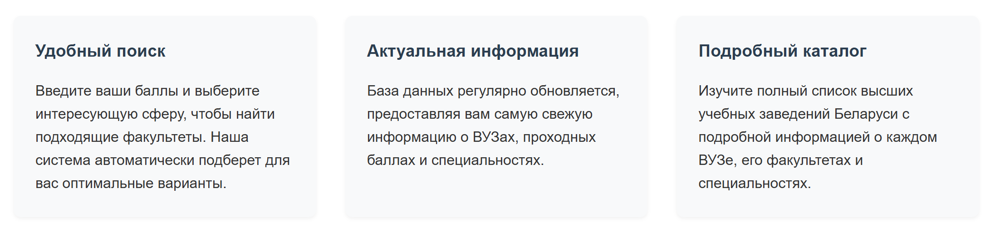 Удобный поиск
Введите ваши баллы и выберите
интересующую сферу, чтобы найти
подходящие факультеты. Наша
система автоматически подберет для
вас оптимальные варианты.
Актуальная информация
База данных регулярно обновляется,
предоставляя вам самую свежую
информацию о ВУЗах, проходных
баллах и специальностях.
Подробный каталог
Изучите полный список высших
учебных заведений Беларуси с
подробной информацией о каждом
ВУЗе, его факультетах и
специальностях.